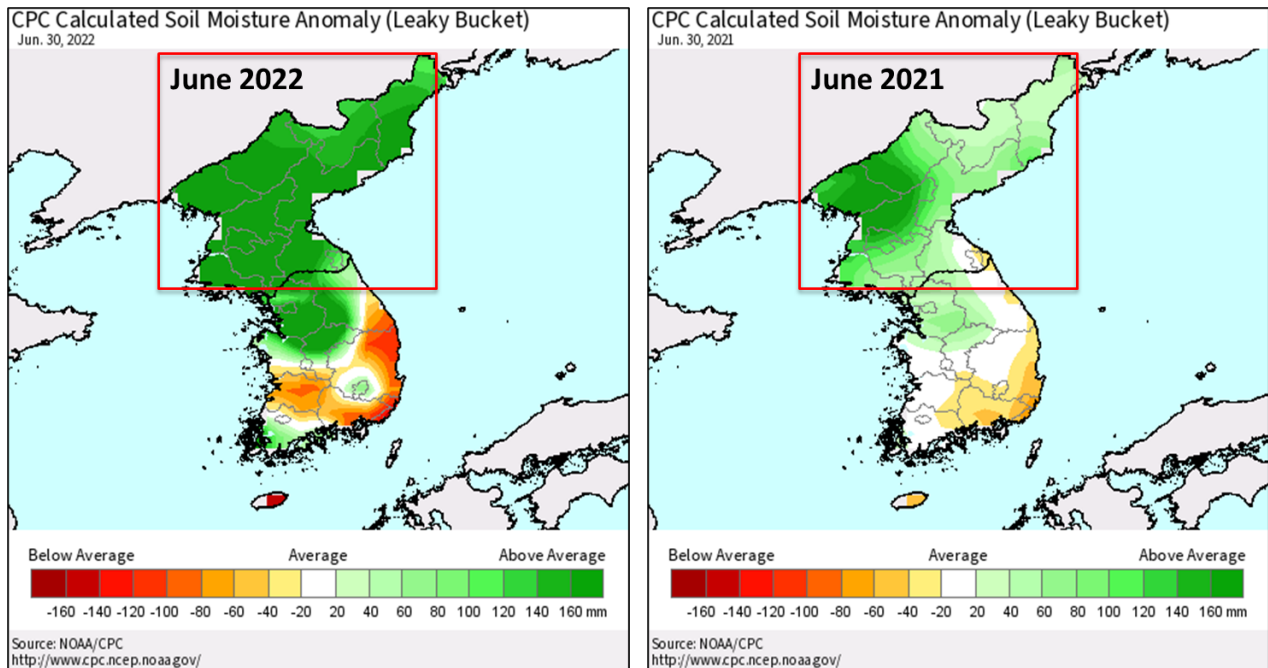 CPC Calculated Soil Moisture Anomaly (Leaky Bucket)
Jun. 30, 2022
June 2022
Below Average Average Above Average
-160 -140 -120 -100 -80 -60 -40 -20 20 40 60 80 100 120 140 160 mm
Source: NOAA/CPC
http://www.cpc.ncep.noaa.gov/
CPC Calculated Soil Moisture Anomaly (Leaky Bucket)
Jun. 30, 2021
June 2021
Below Average Average Above Average
-160 -140 -120 -100 -80 -60 -40 -20 20 40 60 80 100 120 140 160 mm
Source: NOAA/CPC
http://www.cpc.ncep.noaa.gov/